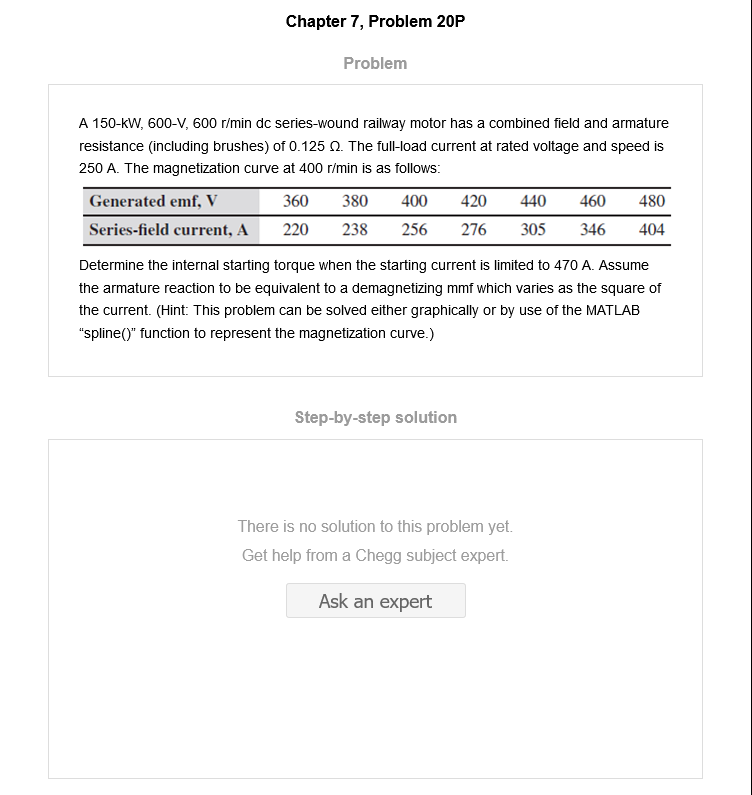 Chapter 7, Problem 20P
Problem
A 150-kW, 600-V, 600 r/min dc series-wound railway motor has a combined field and armature
resistance (including brushes) of 0.125 Ω. The full-load current at rated voltage and speed is
250 A. The magnetization curve at 400 r/min is as follows:
Generated emf, V 360 380 400 420 440 460 480
Series-field current, A 220 238 256 276 305 346 404
Determine the internal starting torque when the starting current is limited to 470 A. Assume
the armature reaction to be equivalent to a demagnetizing mmf which varies as the square of
the current. (Hint: This problem can be solved either graphically or by use of the MATLAB
“spline()” function to represent the magnetization curve.)
Step-by-step solution
There is no solution to this problem yet.
Get help from a Chegg subject expert.
Ask an expert